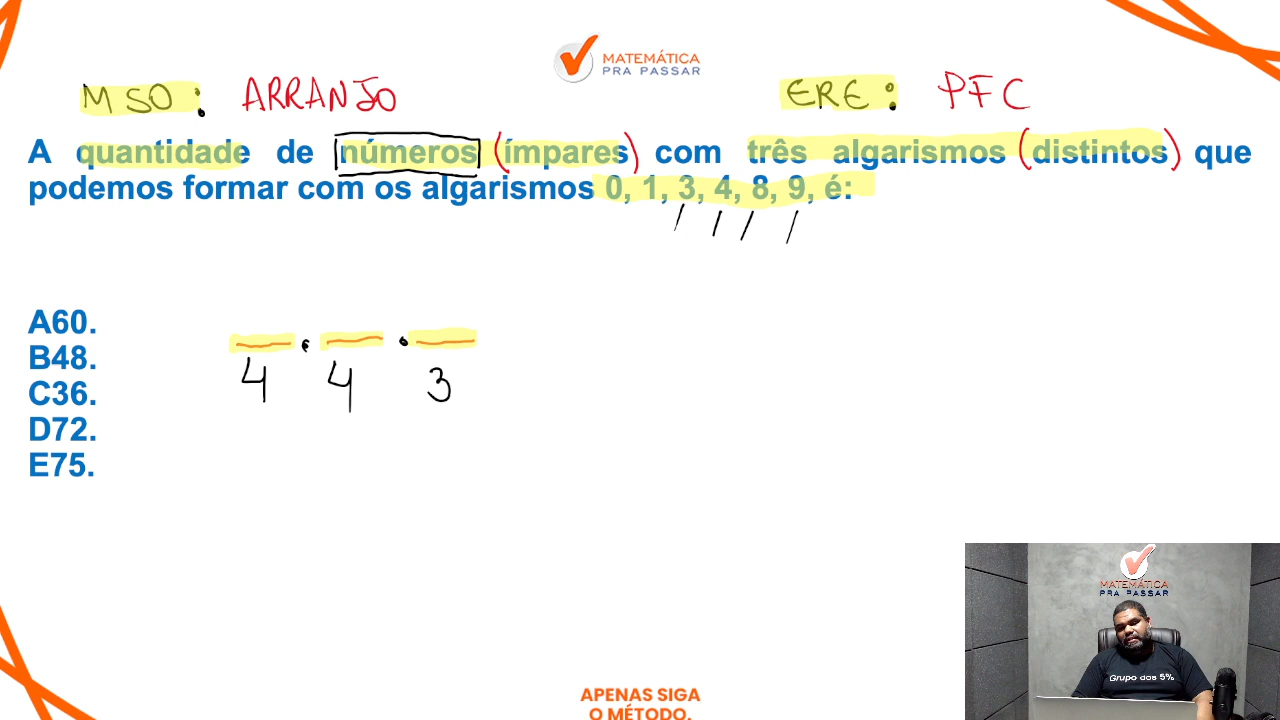 MATEMÁTICA
PRA PASSAR
MSO: ARRANJO
ERE: PFC
A quantidade de números (ímpares) com três algarismos (distintos) que
podemos formar com os algarismos 0, 1, 3, 4, 8, 9, é:
A60.
B48.
C36.
D72.
E75.
4 . 4 . 3
MATEMÁTICA
PRA PASSAR
Grupo dos 5%
APENAS SIGA
O MÉTODO.